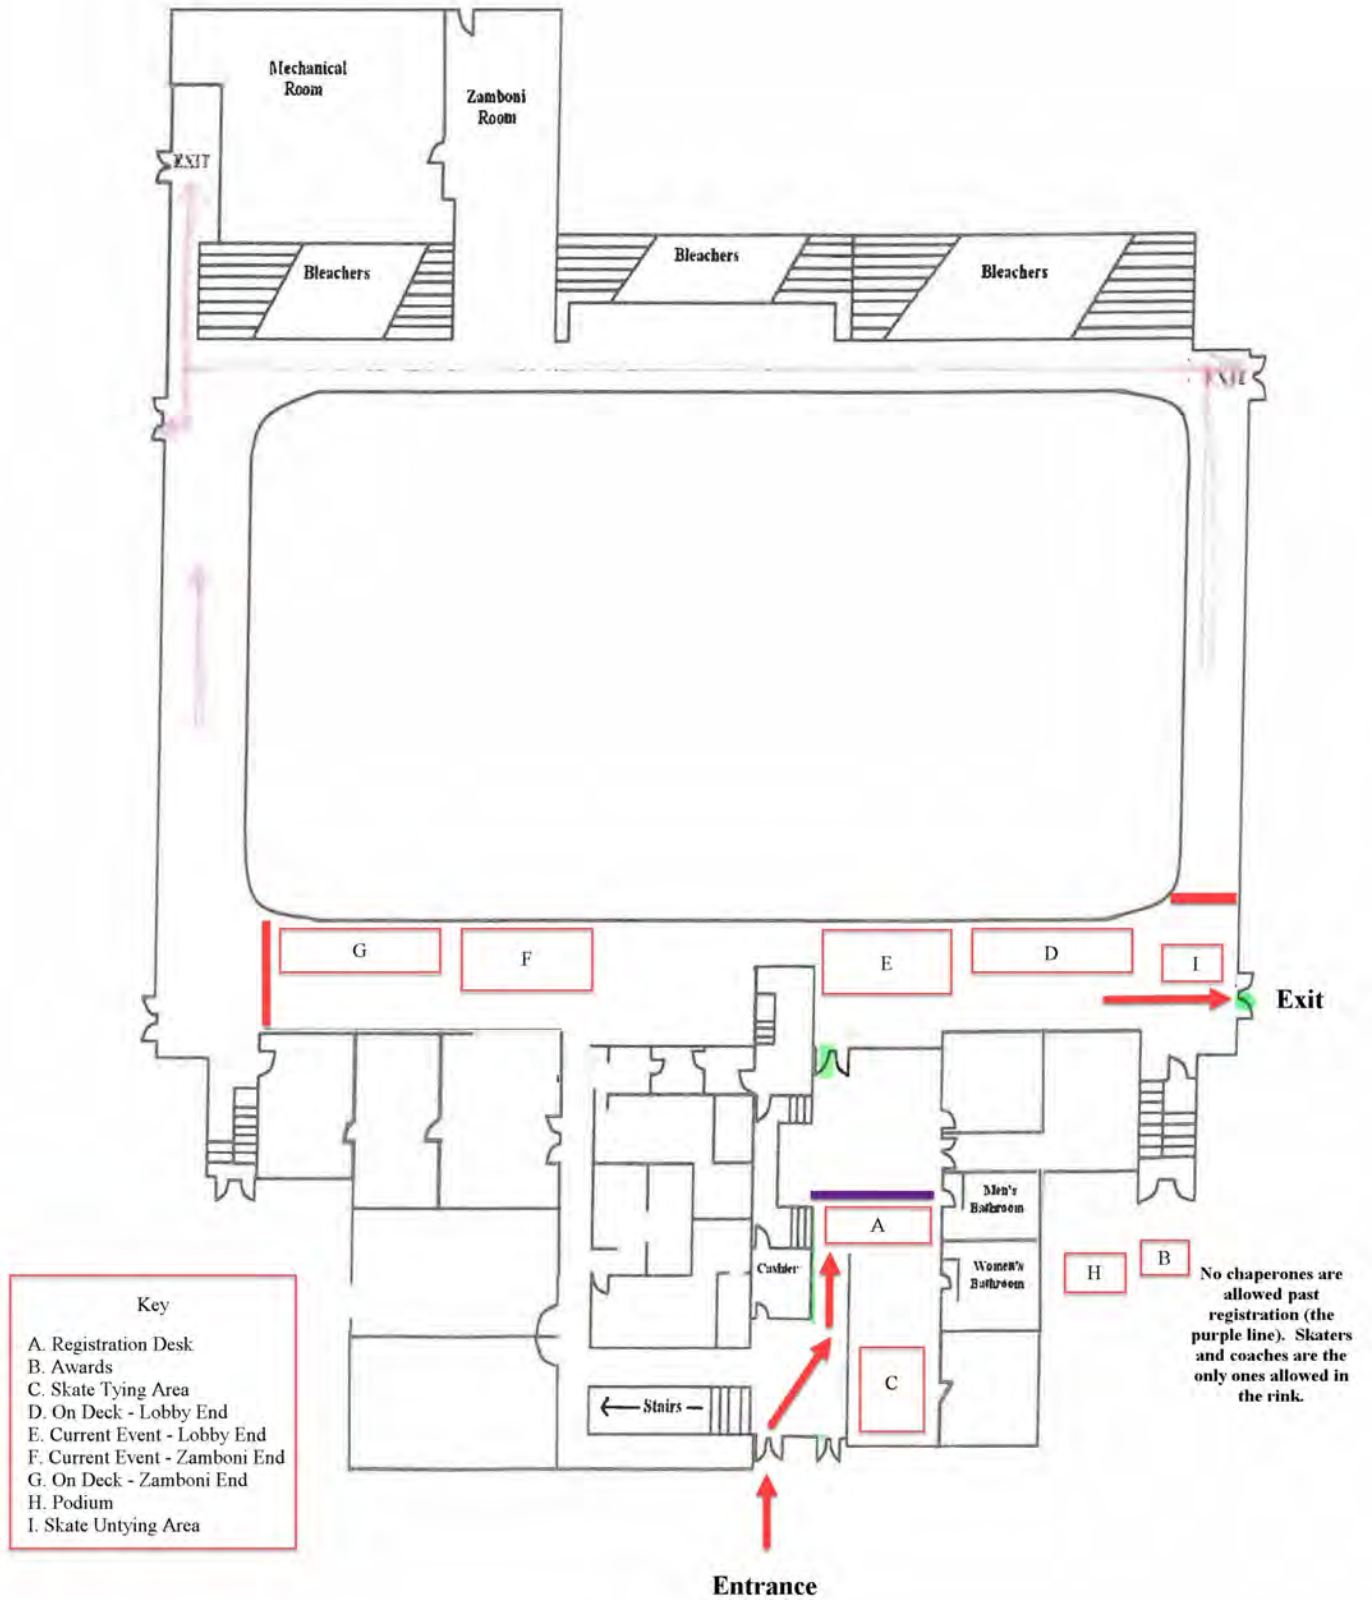 Mechanical
Room
Zamboni
Room
EXIT
Bleachers
Bleachers
Bleachers
EXIT
G
F
E
D
I
Exit
Men's
Bathroom
A
Cashier
Women's
Bathroom
H
B
No chaperones are
allowed past
registration (the
purple line). Skaters
and coaches are the
only ones allowed in
the rink.
C
Stairs
Key
A. Registration Desk
B. Awards
C. Skate Tying Area
D. On Deck - Lobby End
E. Current Event - Lobby End
F. Current Event - Zamboni End
G. On Deck - Zamboni End
H. Podium
I. Skate Untying Area
Entrance